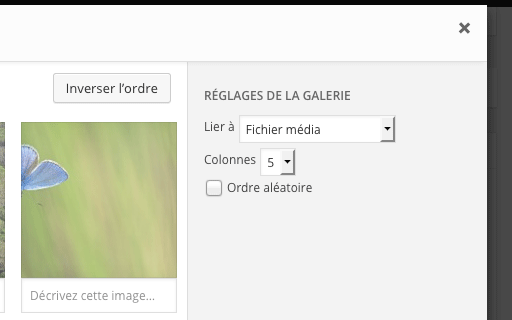 Inverser l'ordre
RÉGLAGES DE LA GALERIE
Lier à Fichier média
Colonnes 5
Ordre aléatoire
Décrivez cette image...